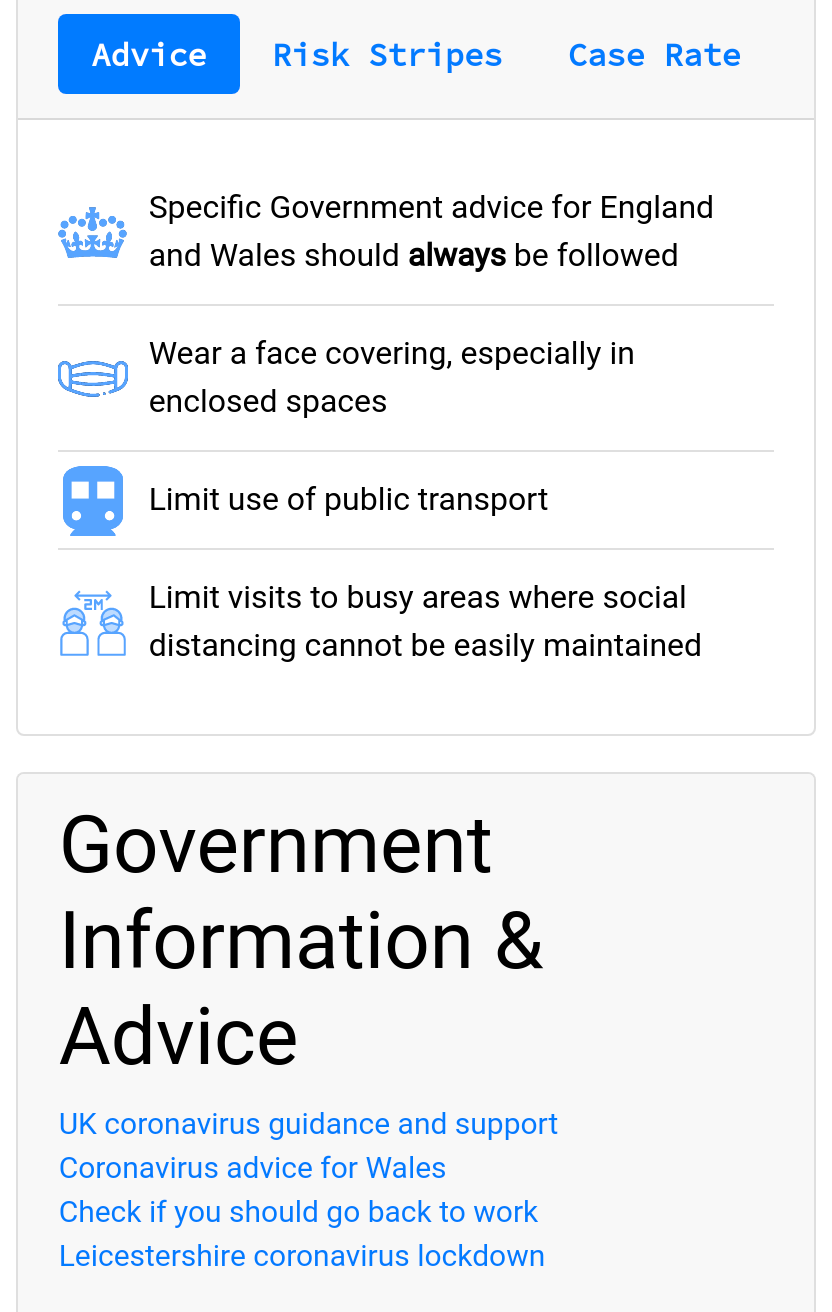 Advice Risk Stripes Case Rate
Specific Government advice for England
and Wales should always be followed
Wear a face covering, especially in
enclosed spaces
Limit use of public transport
2M
Limit visits to busy areas where social
distancing cannot be easily maintained
Government
Information &
Advice
UK coronavirus guidance and support
Coronavirus advice for Wales
Check if you should go back to work
Leicestershire coronavirus lockdown